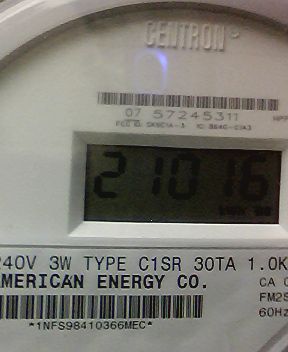 CENTRON
07 57245311
21016
240V 3W TYPE C1SR 30TA 1.0K
AMERICAN ENERGY CO.
CA
FM2S
60Hz
*1NFS98410366MEC*